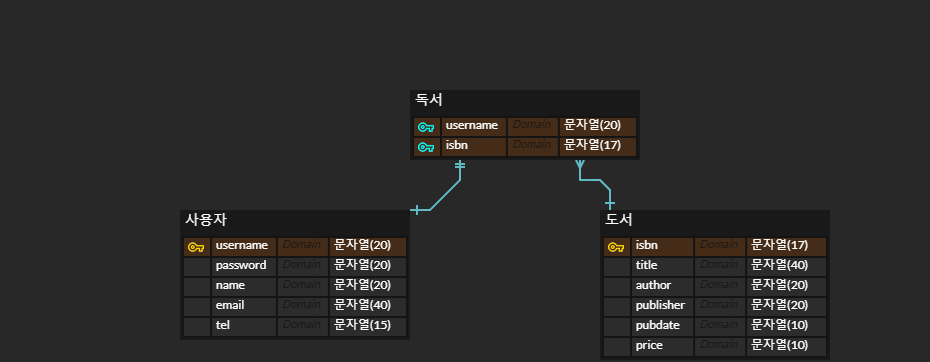 독서
username Domain 문자열(20)
isbn Domain 문자열(17)
사용자
username Domain 문자열(20)
password Domain 문자열(20)
name Domain 문자열(20)
email Domain 문자열(40)
tel Domain 문자열(15)
도서
isbn Domain 문자열(17)
title Domain 문자열(40)
author Domain 문자열(20)
publisher Domain 문자열(20)
pubdate Domain 문자열(10)
price Domain 문자열(10)